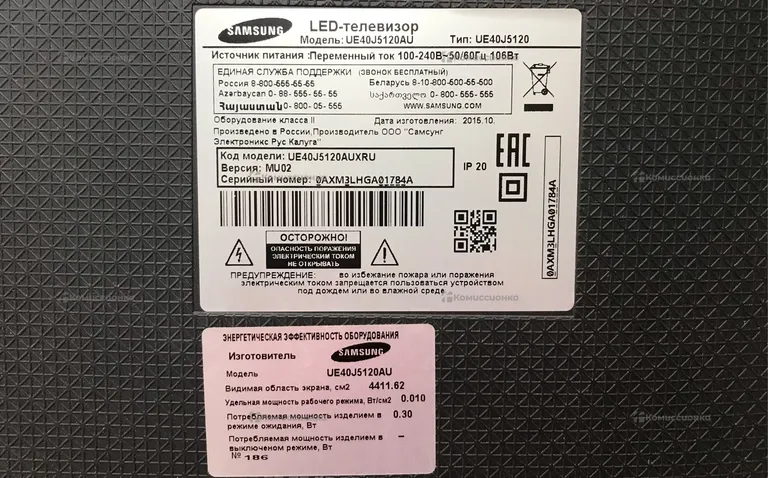 SAMSUNG
LED-телевизор
Модель: UE40J5120AU Тип: UE40J5120
Источник питания :Переменный ток 100-240В~50/60Гц 106Вт
ЕДИНАЯ СЛУЖБА ПОДДЕРЖКИ (ЗВОНОК БЕСПЛАТНЫЙ)
Россия 8-800-555-55-55 Беларусь 8-10-800-500-55-500
Azərbaycan 0- 88- 555- 55- 55 საქართველო 0- 800- 555- 555
Հայաստան 0- 800- 05- 555 WWW.SAMSUNG.COM
Оборудование класса II Дата изготовления: 2015.10.
Произведено в России,Производитель ООО "Самсунг
Электроникс Рус Калуга"
Код модели: UE40J5120AUXRU
Версия: MU02
Серийный номер: 0AXM3LHGA01784A
IP 20
EAC
0AXM3LHGA01784A
ОСТОРОЖНО!
ОПАСНОСТЬ ПОРАЖЕНИЯ
ЭЛЕКТРИЧЕСКИМ ТОКОМ
НЕ ОТКРЫВАТЬ
ПРЕДУПРЕЖДЕНИЕ: во избежание пожара или поражения
электрическим током запрещается пользоваться устройством
под дождем или во влажной среде
ЭНЕРГЕТИЧЕСКАЯ ЭФФЕКТИВНОСТЬ ОБОРУДОВАНИЯ
Изготовитель SAMSUNG
Модель UE40J5120AU
Видимая область экрана, см2 4411.62
Удельная мощность рабочего режима, Вт/см2 0.010
Потребляемая мощность изделием в 0.30
режиме ожидания, Вт
Потребляемая мощность изделием в –
выключеном режиме, Вт
№ 186
Комиссионка
Комиссионка
Комиссионка